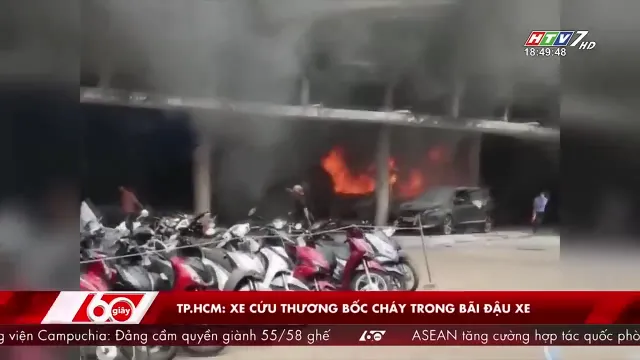 HTV7 HD
18:49:48
60 giây
TP.HCM: XE CỨU THƯƠNG BỐC CHÁY TRONG BÃI ĐẬU XE
g viện Campuchia: Đảng cầm quyền giành 55/58 ghế 60 ASEAN tăng cường hợp tác quốc phò